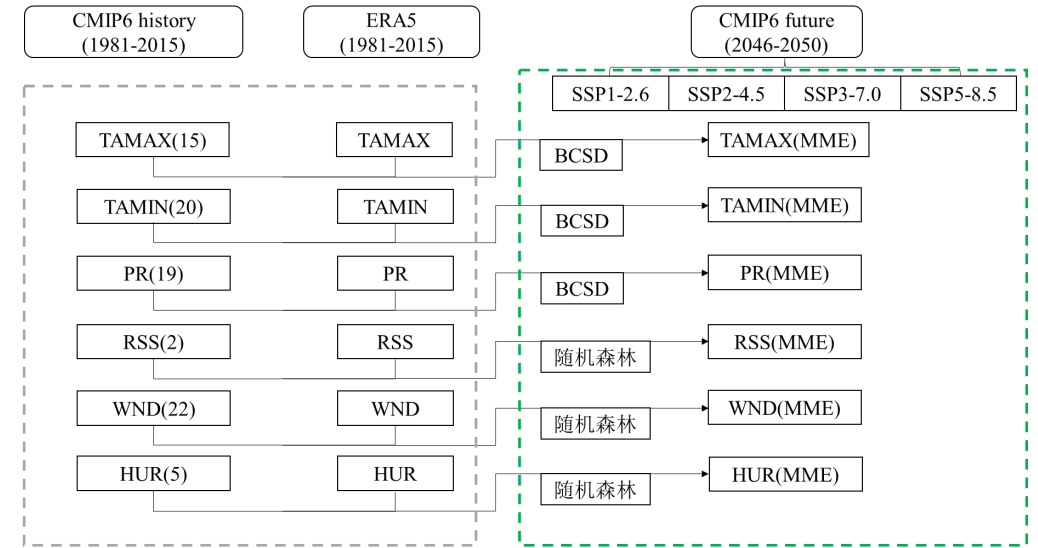 CMIP6 history
(1981-2015)
ERA5
(1981-2015)
CMIP6 future
(2046-2050)
SSP1-2.6
SSP2-4.5
SSP3-7.0
SSP5-8.5
TAMAX(15)
TAMAX
BCSD
TAMAX(MME)
TAMIN(20)
TAMIN
BCSD
TAMIN(MME)
PR(19)
PR
BCSD
PR(MME)
RSS(2)
RSS
随机森林
RSS(MME)
WND(22)
WND
随机森林
WND(MME)
HUR(5)
HUR
随机森林
HUR(MME)